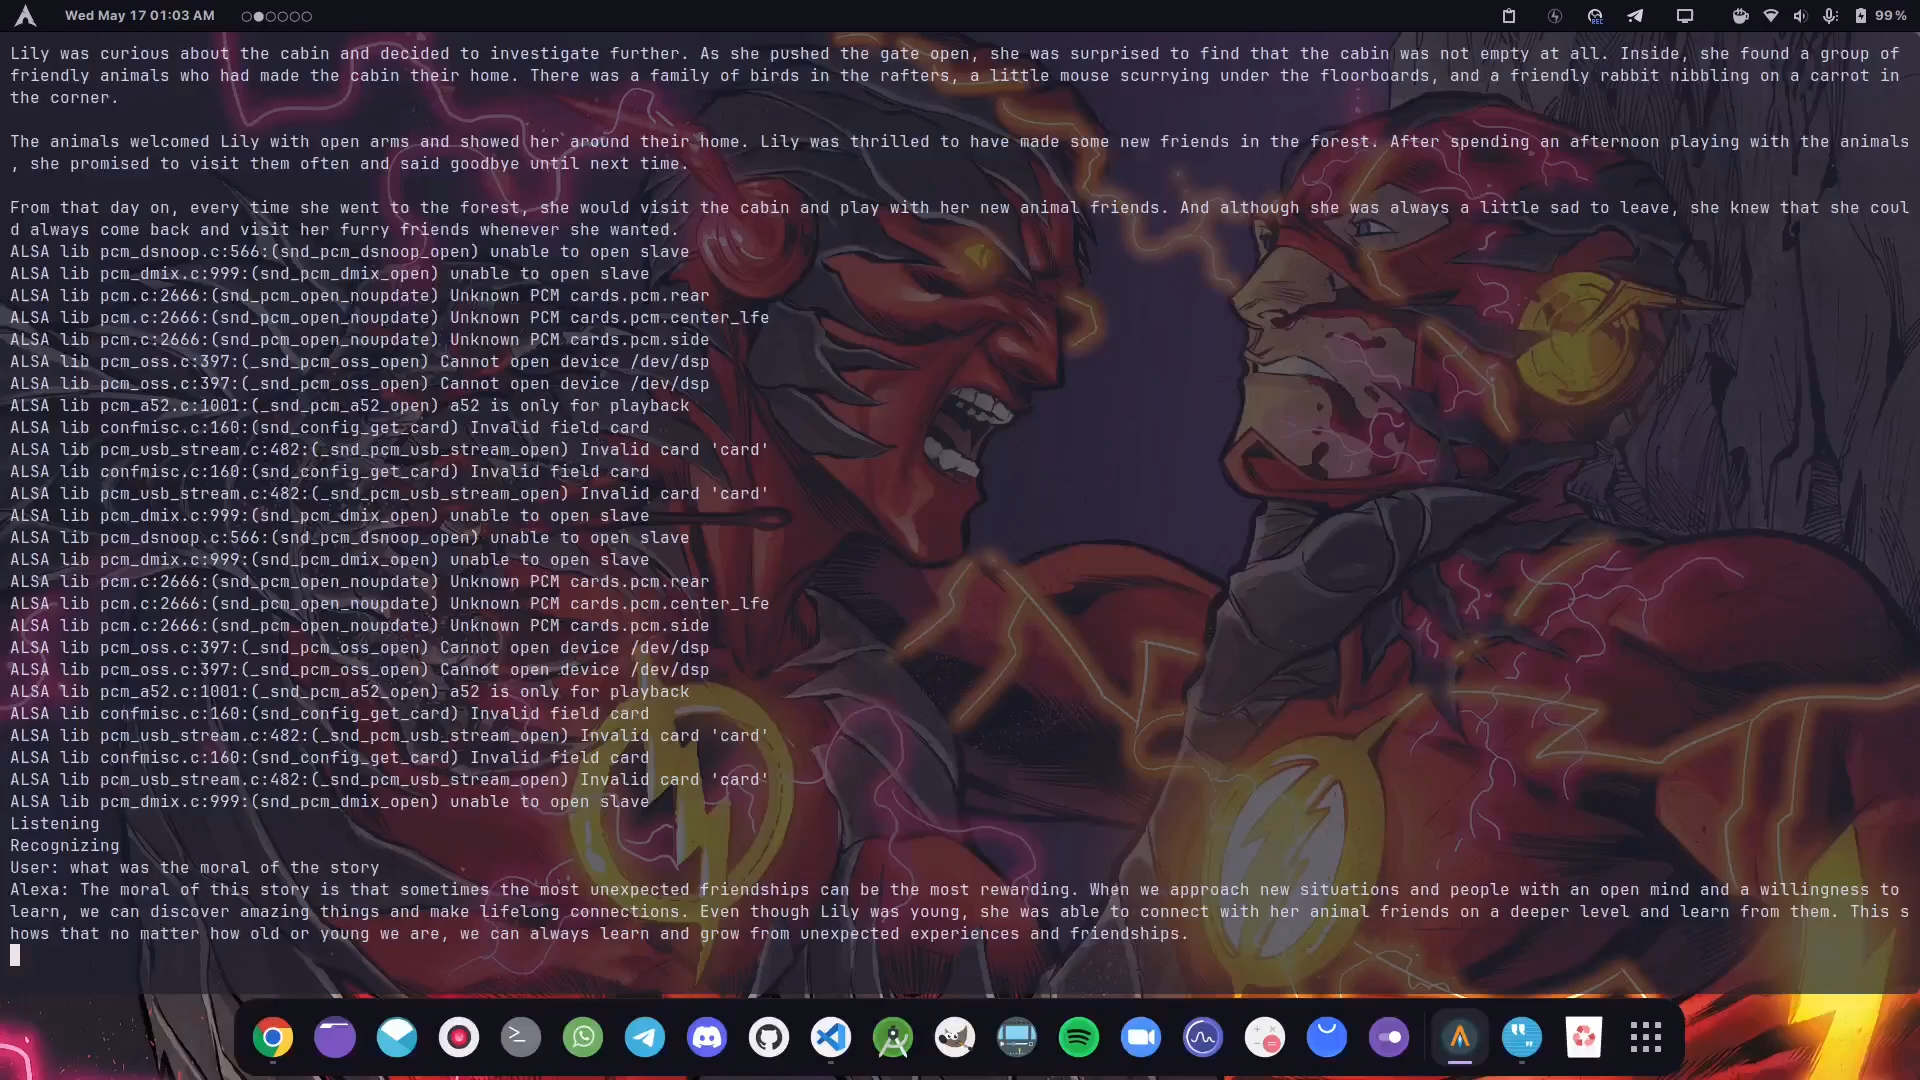 Wed May 17 01:03 AM
REC
99 %
Lily was curious about the cabin and decided to investigate further. As she pushed the gate open, she was surprised to find that the cabin was not empty at all. Inside, she found a group of
friendly animals who had made the cabin their home. There was a family of birds in the rafters, a little mouse scurrying under the floorboards, and a friendly rabbit nibbling on a carrot in
the corner.
The animals welcomed Lily with open arms and showed her around their home. Lily was thrilled to have made some new friends in the forest. After spending an afternoon playing with the animals
, she promised to visit them often and said goodbye until next time.
From that day on, every time she went to the forest, she would visit the cabin and play with her new animal friends. And although she was always a little sad to leave, she knew that she coul
d always come back and visit her furry friends whenever she wanted.
ALSA lib pcm_dsnoop.c:566:(snd_pcm_dsnoop_open) unable to open slave
ALSA lib pcm_dmix.c:999:(snd_pcm_dmix_open) unable to open slave
ALSA lib pcm.c:2666:(snd_pcm_open_noupdate) Unknown PCM cards.pcm.rear
ALSA lib pcm.c:2666:(snd_pcm_open_noupdate) Unknown PCM cards.pcm.center_lfe
ALSA lib pcm.c:2666:(snd_pcm_open_noupdate) Unknown PCM cards.pcm.side
ALSA lib pcm_oss.c:397:(_snd_pcm_oss_open) Cannot open device /dev/dsp
ALSA lib pcm_oss.c:397:(_snd_pcm_oss_open) Cannot open device /dev/dsp
ALSA lib pcm_a52.c:1001:(_snd_pcm_a52_open) a52 is only for playback
ALSA lib confmisc.c:160:(snd_config_get_card) Invalid field card
ALSA lib pcm_usb_stream.c:482:(_snd_pcm_usb_stream_open) Invalid card 'card'
ALSA lib confmisc.c:160:(snd_config_get_card) Invalid field card
ALSA lib pcm_usb_stream.c:482:(_snd_pcm_usb_stream_open) Invalid card 'card'
ALSA lib pcm_dmix.c:999:(snd_pcm_dmix_open) unable to open slave
ALSA lib pcm_dsnoop.c:566:(snd_pcm_dsnoop_open) unable to open slave
ALSA lib pcm_dmix.c:999:(snd_pcm_dmix_open) unable to open slave
ALSA lib pcm.c:2666:(snd_pcm_open_noupdate) Unknown PCM cards.pcm.rear
ALSA lib pcm.c:2666:(snd_pcm_open_noupdate) Unknown PCM cards.pcm.center_lfe
ALSA lib pcm.c:2666:(snd_pcm_open_noupdate) Unknown PCM cards.pcm.side
ALSA lib pcm_oss.c:397:(_snd_pcm_oss_open) Cannot open device /dev/dsp
ALSA lib pcm_oss.c:397:(_snd_pcm_oss_open) Cannot open device /dev/dsp
ALSA lib pcm_a52.c:1001:(_snd_pcm_a52_open) a52 is only for playback
ALSA lib confmisc.c:160:(snd_config_get_card) Invalid field card
ALSA lib pcm_usb_stream.c:482:(_snd_pcm_usb_stream_open) Invalid card 'card'
ALSA lib confmisc.c:160:(snd_config_get_card) Invalid field card
ALSA lib pcm_usb_stream.c:482:(_snd_pcm_usb_stream_open) Invalid card 'card'
ALSA lib pcm_dmix.c:999:(snd_pcm_dmix_open) unable to open slave
Listening
Recognizing
User: what was the moral of the story
Alexa: The moral of this story is that sometimes the most unexpected friendships can be the most rewarding. When we approach new situations and people with an open mind and a willingness to
learn, we can discover amazing things and make lifelong connections. Even though Lily was young, she was able to connect with her animal friends on a deeper level and learn from them. This s
hows that no matter how old or young we are, we can always learn and grow from unexpected experiences and friendships.